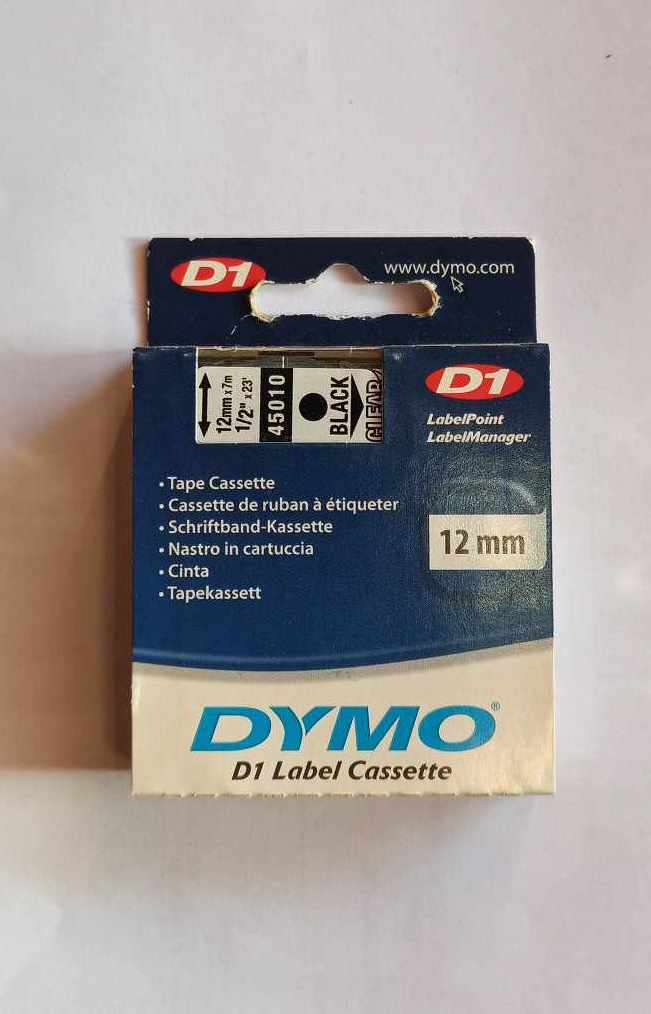 D1
www.dymo.com
12mm x 7m
1/2" x 23'
45010
BLACK
CLEAR
D1
LabelPoint
LabelManager
• Tape Cassette
• Cassette de ruban à étiqueter
• Schriftband-Kassette
• Nastro in cartuccia
• Cinta
• Tapekassett
12 mm
DYMO®
D1 Label Cassette